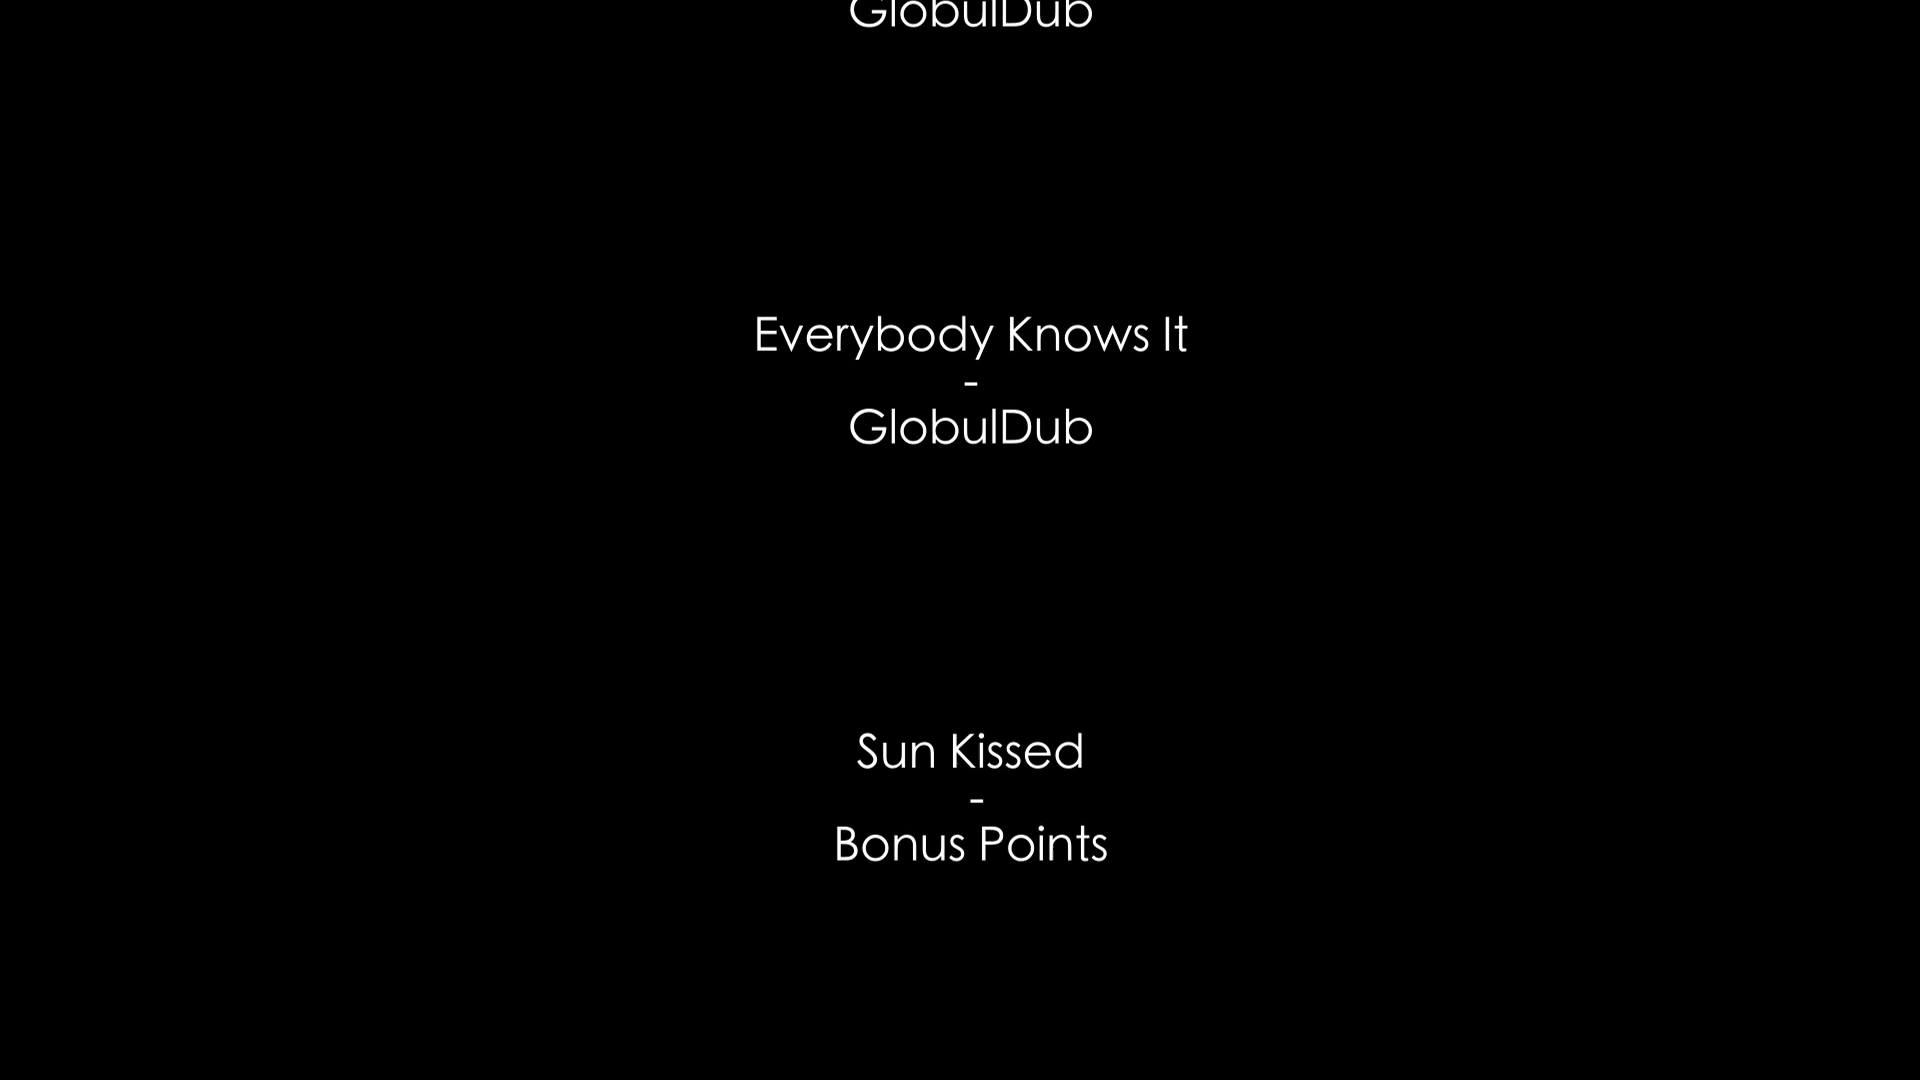 GlobulDub
Everybody Knows It
-
GlobulDub
Sun Kissed
-
Bonus Points